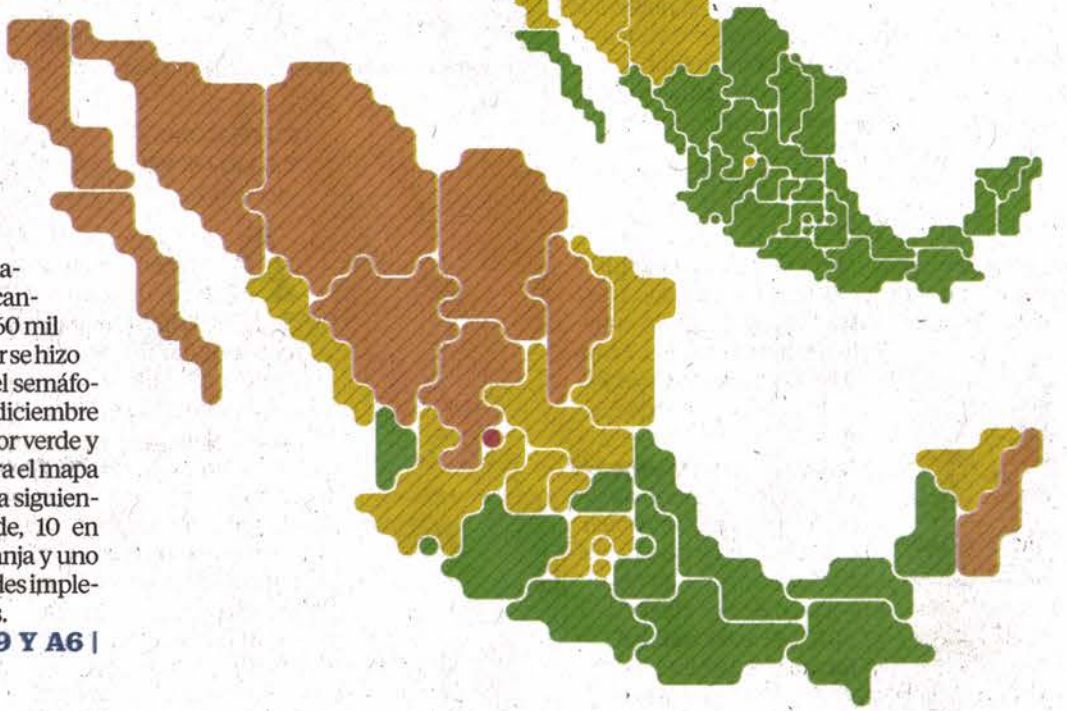 a-
can-
60 mil
r se hizo
el semáfo-
diciembre
or verde y
ra el mapa
a siguien-
de, 10 en
anja y uno
des imple-
s.
9 Y A6 |